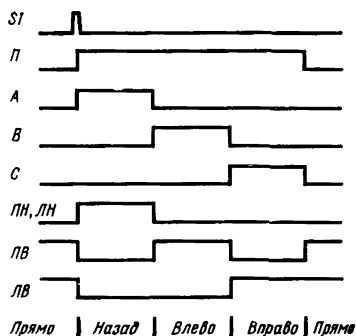 S1
П
А
В
С
ПН, ЛН
ПВ
ЛВ
Прямо | Назад | Влево | Вправо | Прямо